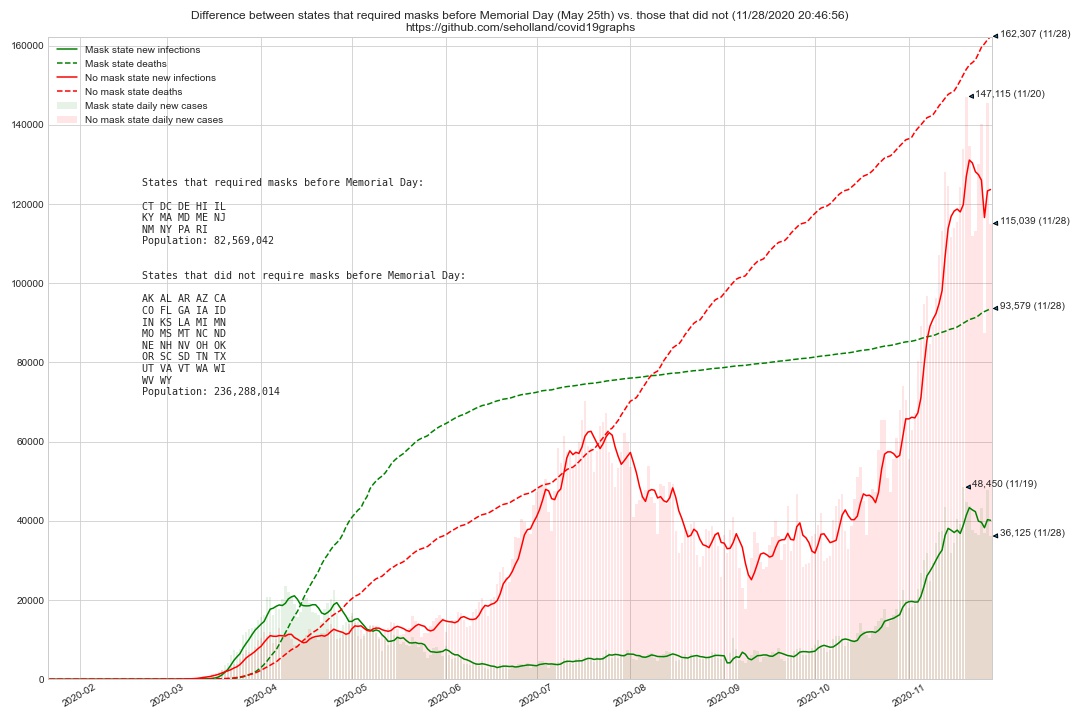 Difference between states that required masks before Memorial Day (May 25th) vs. those that did not (11/28/2020 20:46:56)
https://github.com/seholland/covid19graphs
Mask state new infections
Mask state deaths
No mask state new infections
No mask state deaths
Mask state daily new cases
No mask state daily new cases
States that required masks before Memorial Day:
CT DC DE HI IL
KY MA MD ME NJ
NM NY PA RI
Population: 82,569,042
States that did not require masks before Memorial Day:
AK AL AR AZ CA
CO FL GA IA ID
IN KS LA MI MN
MO MS MT NC ND
NE NH NV OH OK
OR SC SD TN TX
UT VA VT WA WI
WV WY
Population: 236,288,014
162,307 (11/28)
147,115 (11/20)
115,039 (11/28)
93,579 (11/28)
48,450 (11/19)
36,125 (11/28)
160000
140000
120000
100000
80000
60000
40000
20000
0
2020-02
2020-03
2020-04
2020-05
2020-06
2020-07
2020-08
2020-09
2020-10
2020-11